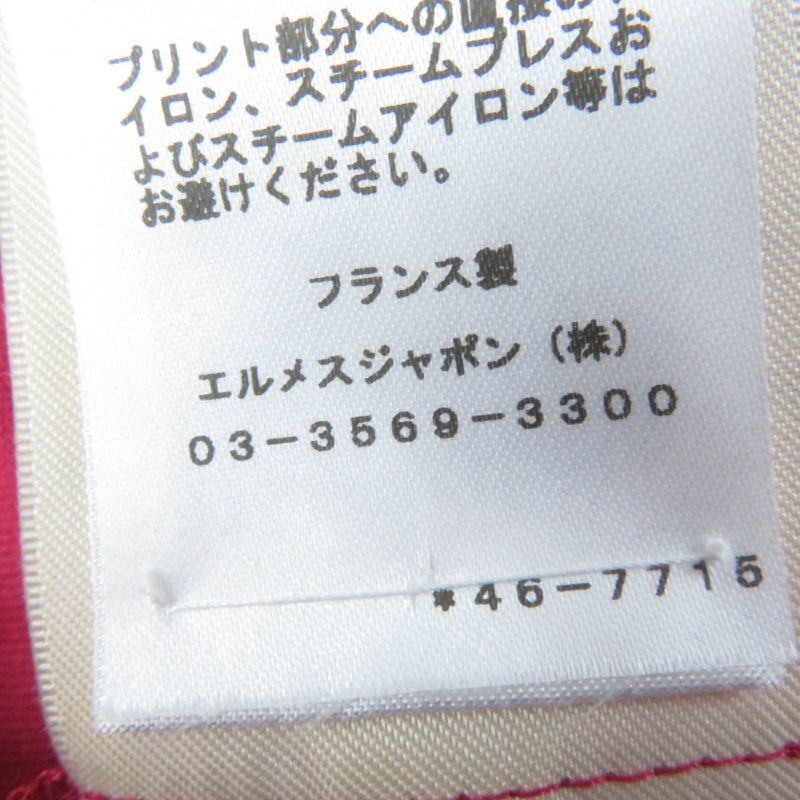 プリント部分への直接の
イロン、スチームプレスお
よびスチームアイロン等は
お避けください。
フランス製
エルメスジャポン（株）
03-3569-3300
*46-7715